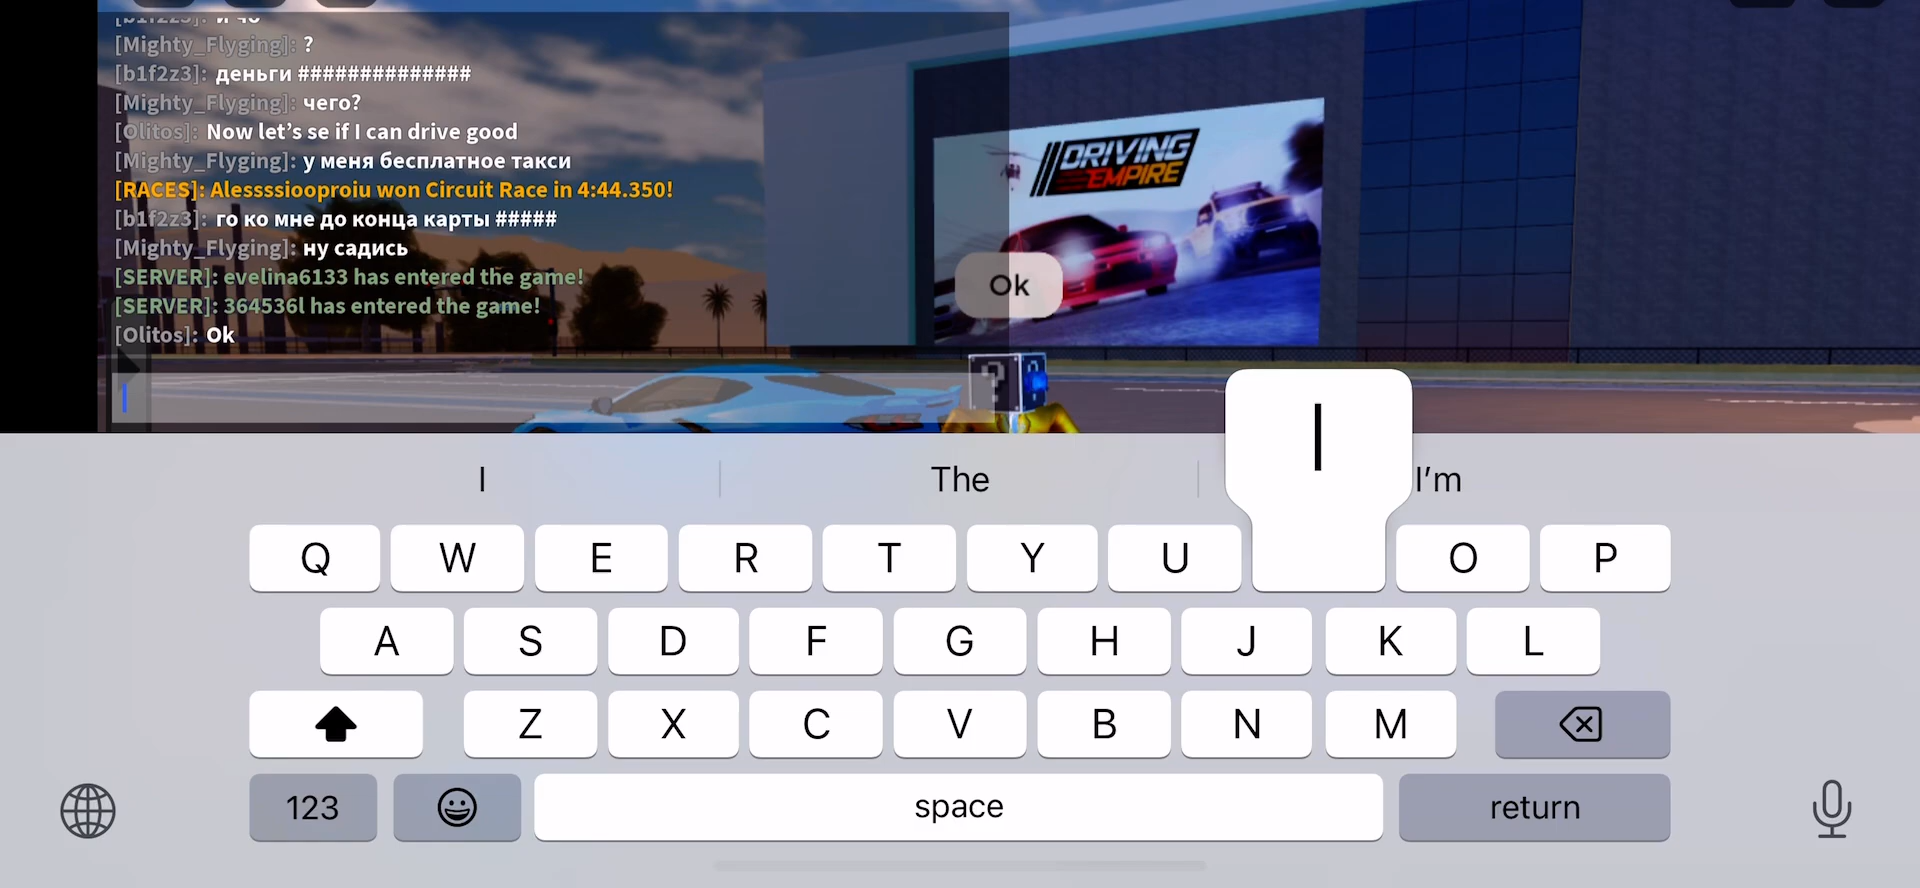 [b1f2z3]: и чо
[Mighty_Flyging]: ?
[b1f2z3]: деньги ##############
[Mighty_Flyging]: чего?
[Olitos]: Now let’s se if I can drive good
[Mighty_Flyging]: у меня бесплатное такси
[RACES]: Alessssiooproiu won Circuit Race in 4:44.350!
[b1f2z3]: го ко мне до конца карты #####
[Mighty_Flyging]: ну садись
[SERVER]: evelina6133 has entered the game!
[SERVER]: 364536l has entered the game!
[Olitos]: Ok
DRIVING
EMPIRE
Ok
?
I
I The I’m
Q W E R T Y U O P
A S D F G H J K L
Z X C V B N M
123 space return